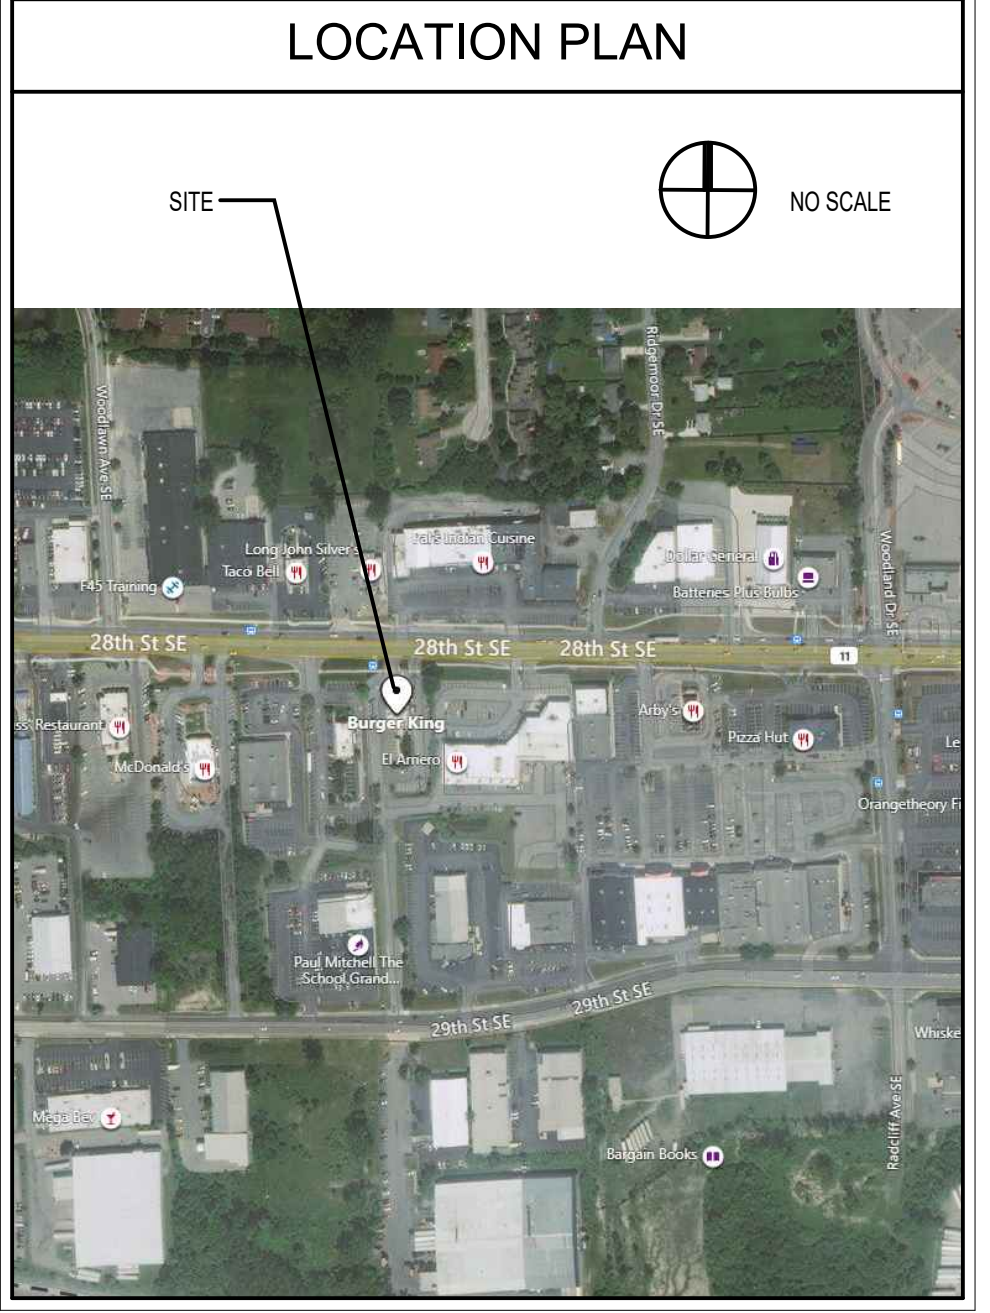 LOCATION PLAN
SITE
NO SCALE
Ridgemoor Dr SE
Woodlawn Ave SE
Woodland Dr SE
Long John Silver's
Taco Bell
F45 Training
Indian Cuisine
Dollar General
Batteries Plus Bulbs
28th St SE
28th St SE
28th St SE
11
Burger King
Restaurant
McDonald's
El Arriero
Arby's
Pizza Hut
Le
Orangetheory Fi
Paul Mitchell The
School Grand...
29th St SE
29th St SE
Whiske
Mega Bev
Bargain Books
Radcliff Ave SE